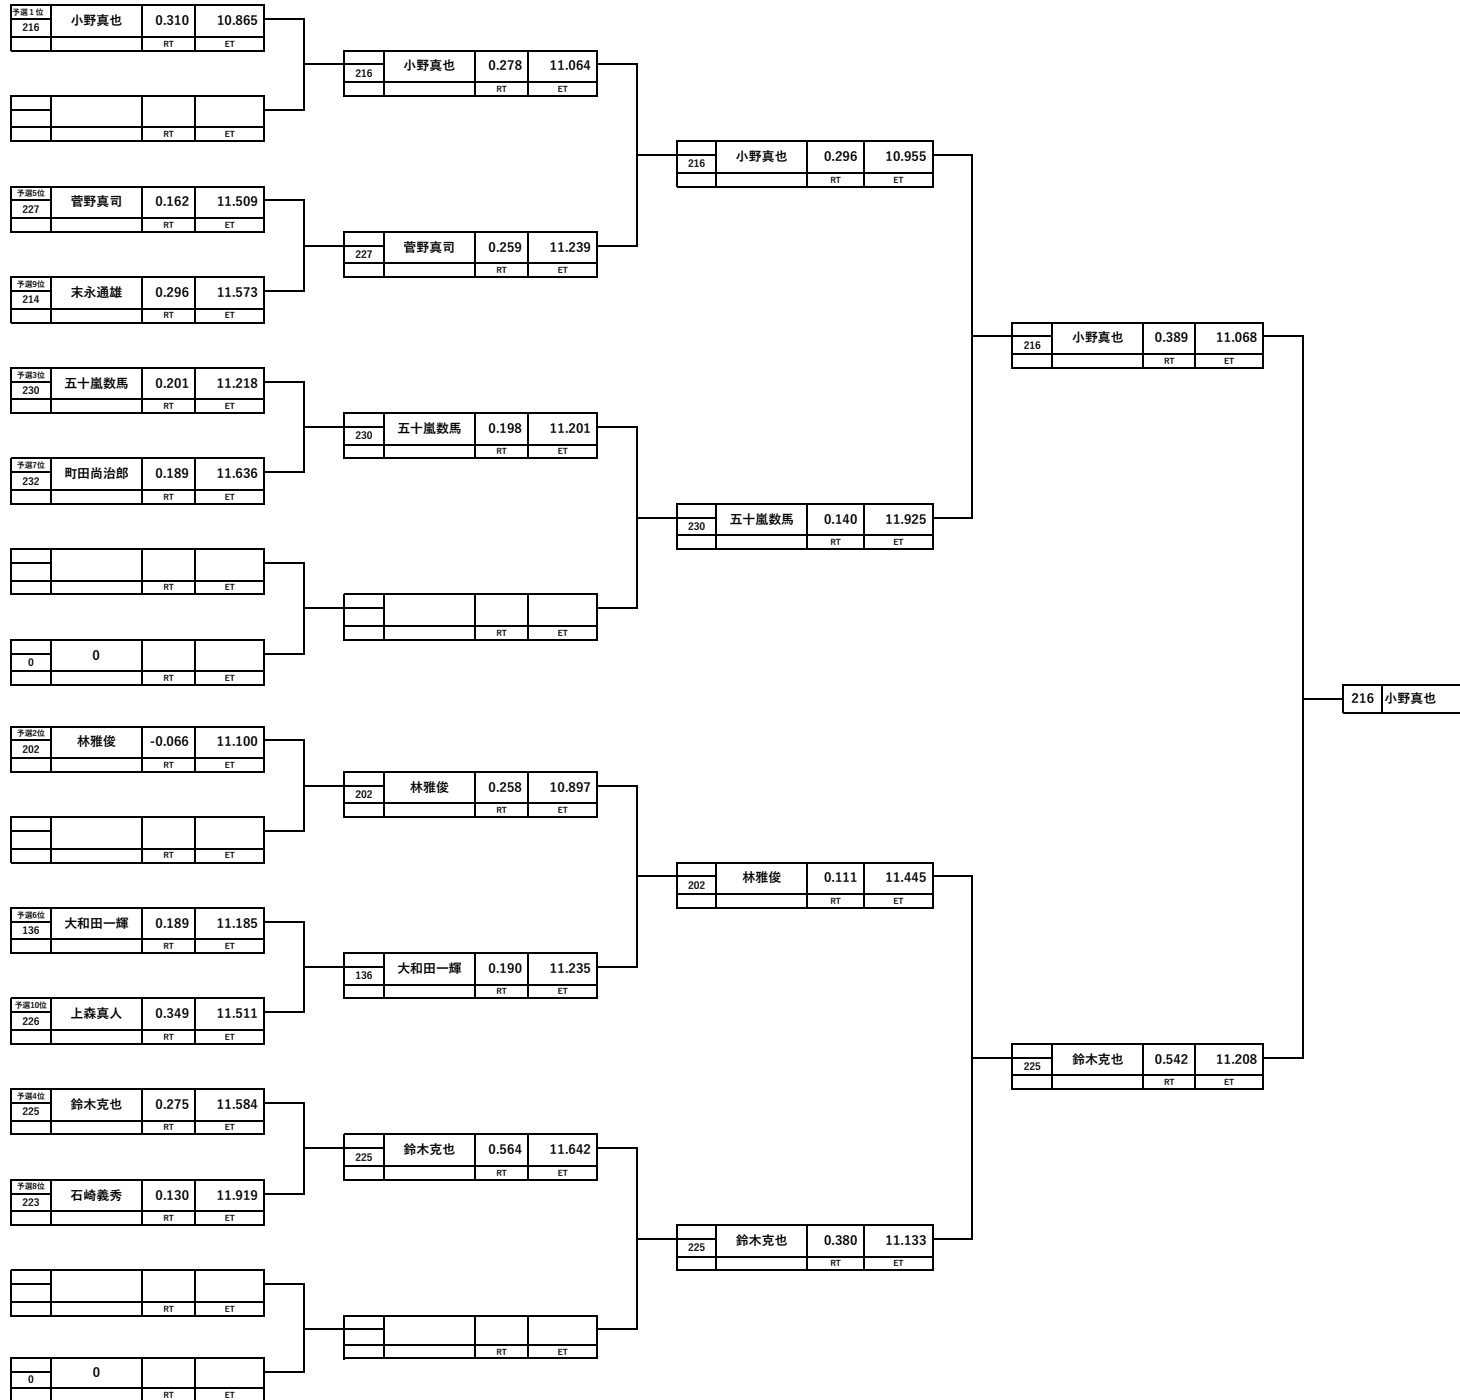 予選1位
216 小野真也 0.310 10.865
RT ET
RT ET
予選5位
227 菅野真司 0.162 11.509
RT ET
予選9位
214 末永通雄 0.296 11.573
RT ET
予選3位
230 五十嵐数馬 0.201 11.218
RT ET
予選7位
232 町田尚治郎 0.189 11.636
RT ET
RT ET
0 0
RT ET
予選2位
202 林雅俊 -0.066 11.100
RT ET
RT ET
予選6位
136 大和田一輝 0.189 11.185
RT ET
予選10位
226 上森真人 0.349 11.511
RT ET
予選4位
225 鈴木克也 0.275 11.584
RT ET
予選8位
223 石崎義秀 0.130 11.919
RT ET
RT ET
0 0
RT ET
216 小野真也 0.278 11.064
RT ET
227 菅野真司 0.259 11.239
RT ET
230 五十嵐数馬 0.198 11.201
RT ET
RT ET
202 林雅俊 0.258 10.897
RT ET
136 大和田一輝 0.190 11.235
RT ET
225 鈴木克也 0.564 11.642
RT ET
RT ET
216 小野真也 0.296 10.955
RT ET
230 五十嵐数馬 0.140 11.925
RT ET
202 林雅俊 0.111 11.445
RT ET
225 鈴木克也 0.380 11.133
RT ET
216 小野真也 0.389 11.068
RT ET
225 鈴木克也 0.542 11.208
RT ET
216 小野真也